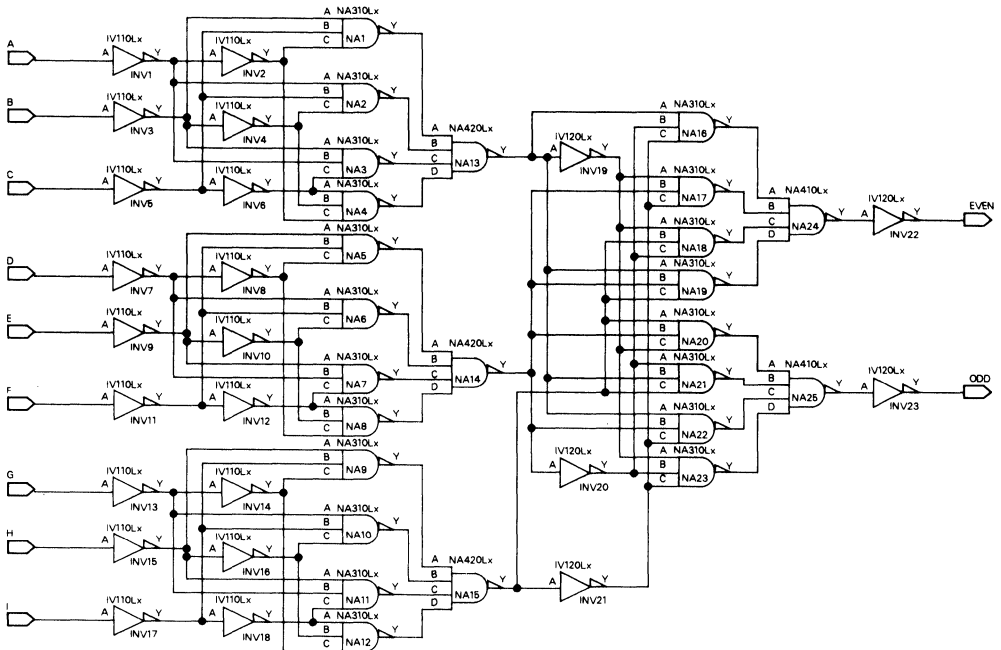 A
IV110Lx
A Y
INV1
IV110Lx
A Y
INV2
A NA310Lx
B
C
NA1
Y
B
IV110Lx
A Y
INV3
IV110Lx
A Y
INV4
A NA310Lx
B
C
NA2
Y
C
IV110Lx
A Y
INV5
IV110Lx
A Y
INV6
A NA310Lx
B
C
NA3
Y
A NA310Lx
B
C
NA4
Y
A NA420Lx
B
C
D
NA13
Y
D
IV110Lx
A Y
INV7
IV110Lx
A Y
INV8
A NA310Lx
B
C
NA5
Y
E
IV110Lx
A Y
INV9
IV110Lx
A Y
INV10
A NA310Lx
B
C
NA6
Y
F
IV110Lx
A Y
INV11
IV110Lx
A Y
INV12
A NA310Lx
B
C
NA7
Y
A NA310Lx
B
C
NA8
Y
A NA420Lx
B
C
D
NA14
Y
G
IV110Lx
A Y
INV13
IV110Lx
A Y
INV14
A NA310Lx
B
C
NA9
Y
H
IV110Lx
A Y
INV15
IV110Lx
A Y
INV16
A NA310Lx
B
C
NA10
Y
I
IV110Lx
A Y
INV17
IV110Lx
A Y
INV18
A NA310Lx
B
C
NA11
Y
A NA310Lx
B
C
NA12
Y
A NA420Lx
B
C
D
NA15
Y
IV120Lx
A Y
INV19
IV120Lx
A Y
INV20
IV120Lx
A Y
INV21
A NA310Lx
B
C
NA16
Y
A NA310Lx
B
C
NA17
Y
A NA310Lx
B
C
NA18
Y
A NA310Lx
B
C
NA19
Y
A NA310Lx
B
C
NA20
Y
A NA310Lx
B
C
NA21
Y
A NA310Lx
B
C
NA22
Y
A NA310Lx
B
C
NA23
Y
A NA410Lx
B
C
D
NA24
Y
IV120Lx
A Y
INV22
EVEN
A NA410Lx
B
C
D
NA25
Y
IV120Lx
A Y
INV23
ODD